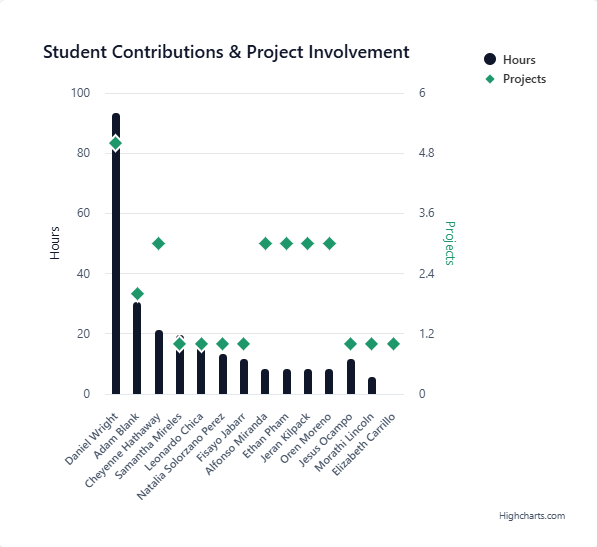 Student Contributions & Project Involvement
Hours
Projects
100
80
60
40
20
0
Hours
6
4.8
3.6
2.4
1.2
0
Projects
Daniel Wright
Adam Blank
Cheyenne Hathaway
Samantha Mireles
Leonardo Chica
Natalia Solorzano Perez
Fisayo Jabarr
Alfonso Miranda
Ethan Pham
Jeran Kilpack
Oren Moreno
Jesus Ocampo
Morathi Lincoln
Elizabeth Carrillo
Highcharts.com